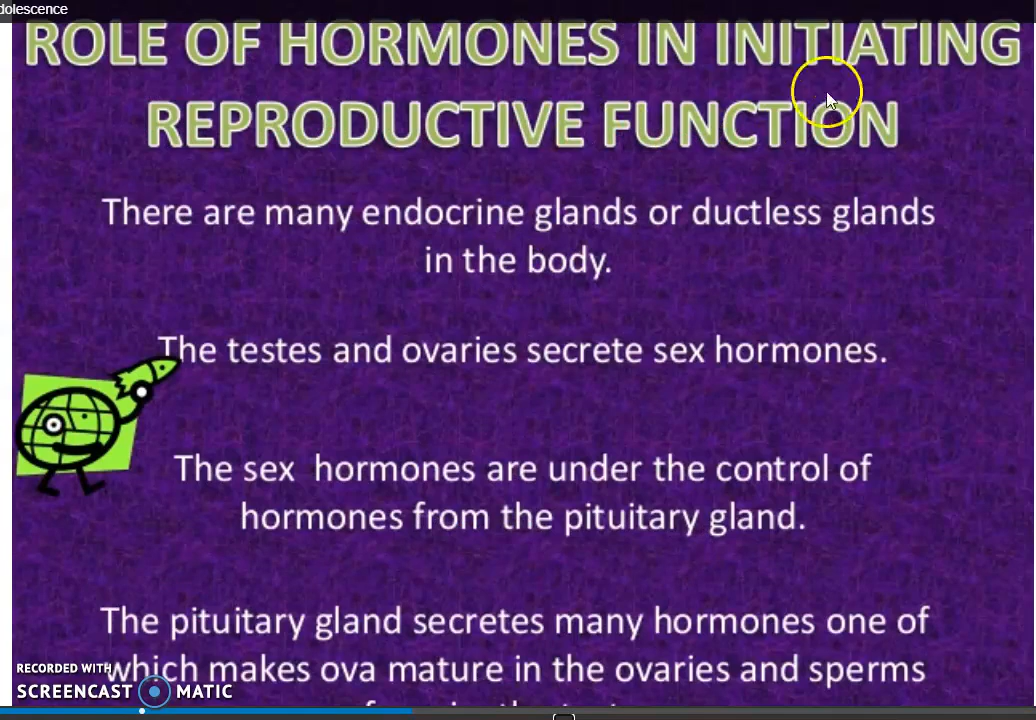 dolescence
ROLE OF HORMONES IN INITIATING
REPRODUCTIVE FUNCTION
There are many endocrine glands or ductless glands
in the body.
The testes and ovaries secrete sex hormones.
The sex hormones are under the control of
hormones from the pituitary gland.
The pituitary gland secretes many hormones one of
which makes ova mature in the ovaries and sperms
RECORDED WITH
SCREENCAST MATIC